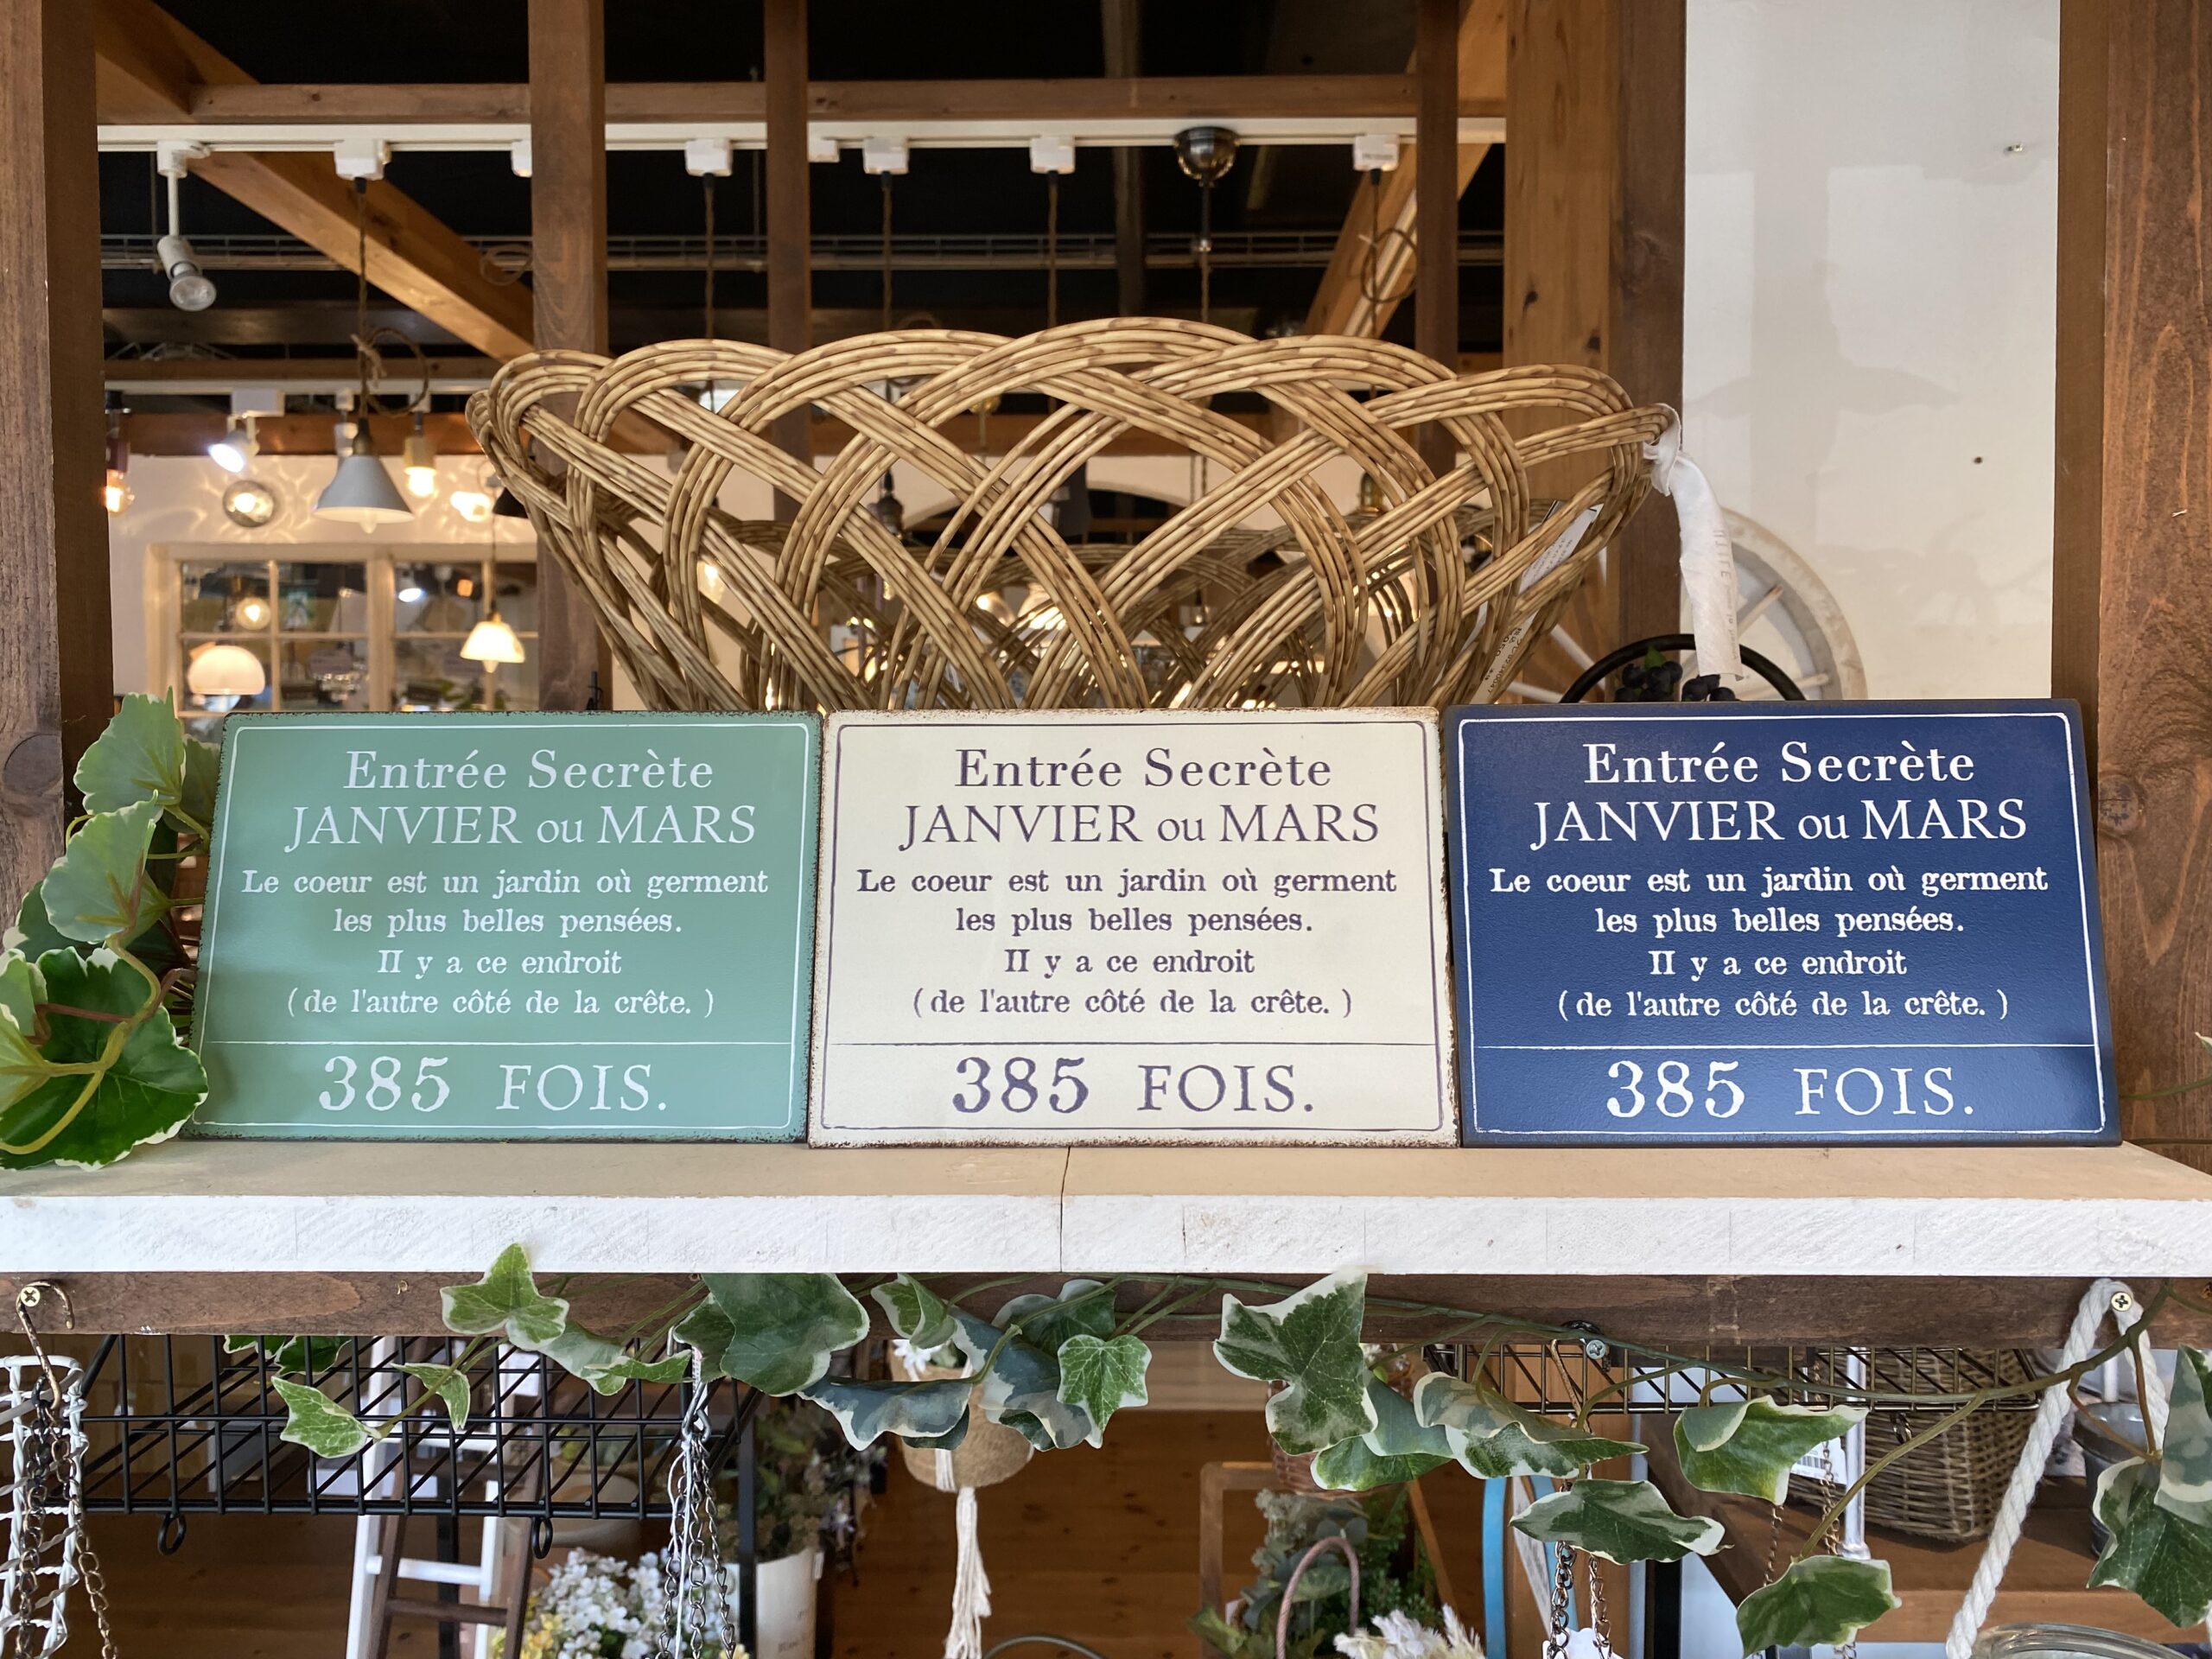 Entrée Secrète
JANVIER ou MARS
Le coeur est un jardin où germent
les plus belles pensées.
II y a ce endroit
( de l'autre côté de la crête. )
385 FOIS.
Entrée Secrète
JANVIER ou MARS
Le coeur est un jardin où germent
les plus belles pensées.
II y a ce endroit
( de l'autre côté de la crête. )
385 FOIS.
Entrée Secrète
JANVIER ou MARS
Le coeur est un jardin où germent
les plus belles pensées.
II y a ce endroit
( de l'autre côté de la crête. )
385 FOIS.